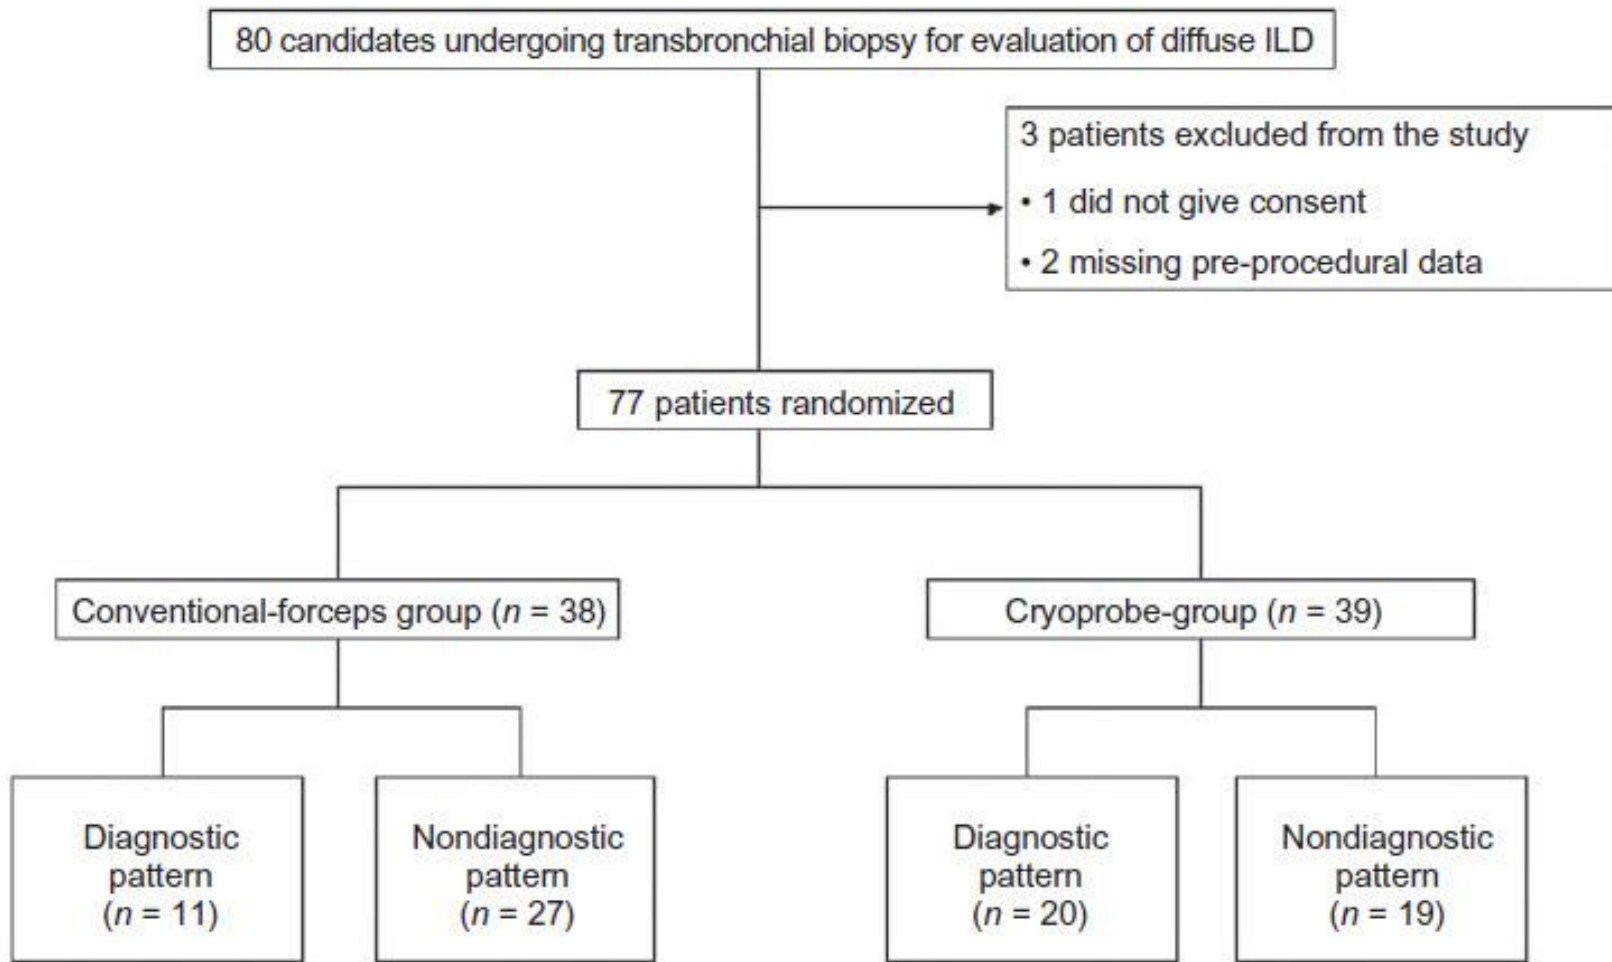 80 candidates undergoing transbronchial biopsy for evaluation of diffuse ILD
3 patients excluded from the study
• 1 did not give consent
• 2 missing pre-procedural data
77 patients randomized
Conventional-forceps group (n = 38)
Cryoprobe-group (n = 39)
Diagnostic
pattern
(n = 11)
Nondiagnostic
pattern
(n = 27)
Diagnostic
pattern
(n = 20)
Nondiagnostic
pattern
(n = 19)